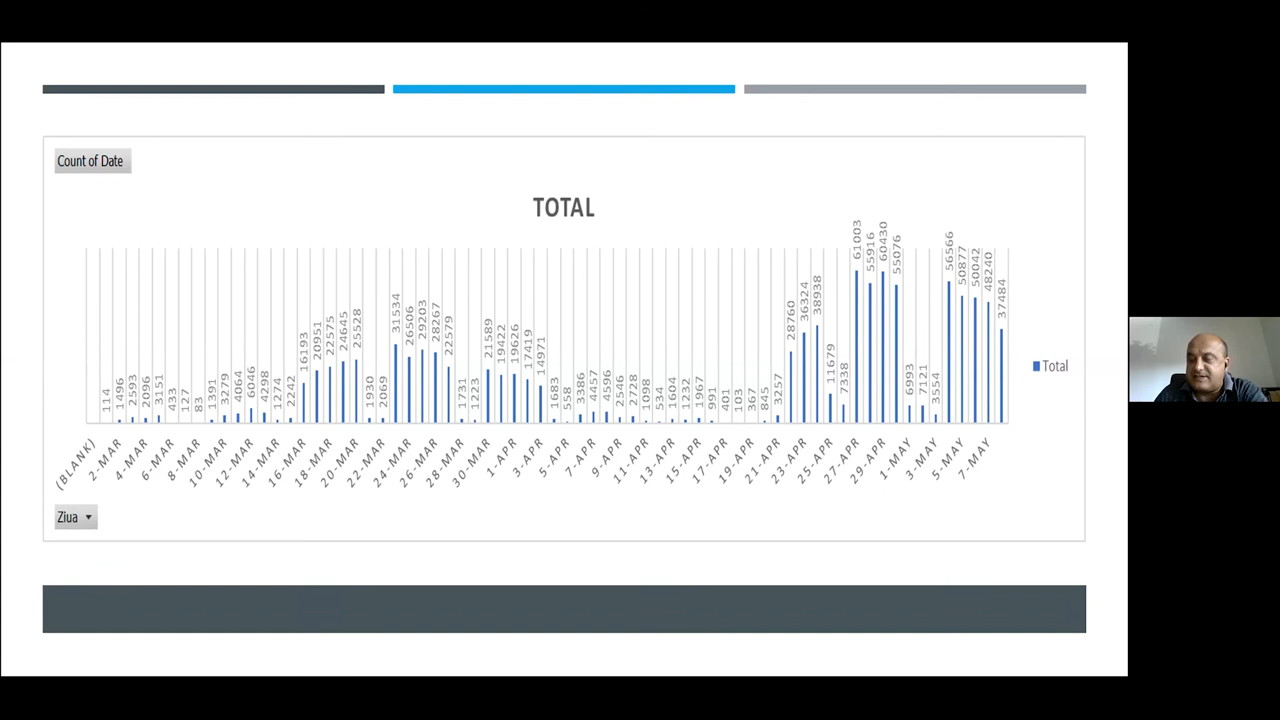 Count of Date
TOTAL
114
1496
2593
2096
3151
433
127
83
1391
3279
4064
6046
4298
1274
2242
16193
20951
22575
24645
25528
1930
2069
31534
26506
29203
28267
22579
1731
1223
21589
19422
19626
17419
14971
1683
558
3386
4457
4596
2546
2728
1098
534
1604
1232
1967
991
401
103
367
845
3257
28760
36324
38938
11679
7338
61003
55916
60430
55076
6993
7121
3554
56566
50877
50042
48240
37484
Total
(BLANK)
2-MAR
4-MAR
6-MAR
8-MAR
10-MAR
12-MAR
14-MAR
16-MAR
18-MAR
20-MAR
22-MAR
24-MAR
26-MAR
28-MAR
30-MAR
1-APR
3-APR
5-APR
7-APR
9-APR
11-APR
13-APR
15-APR
17-APR
19-APR
21-APR
23-APR
25-APR
27-APR
29-APR
1-MAY
3-MAY
5-MAY
7-MAY
Ziua